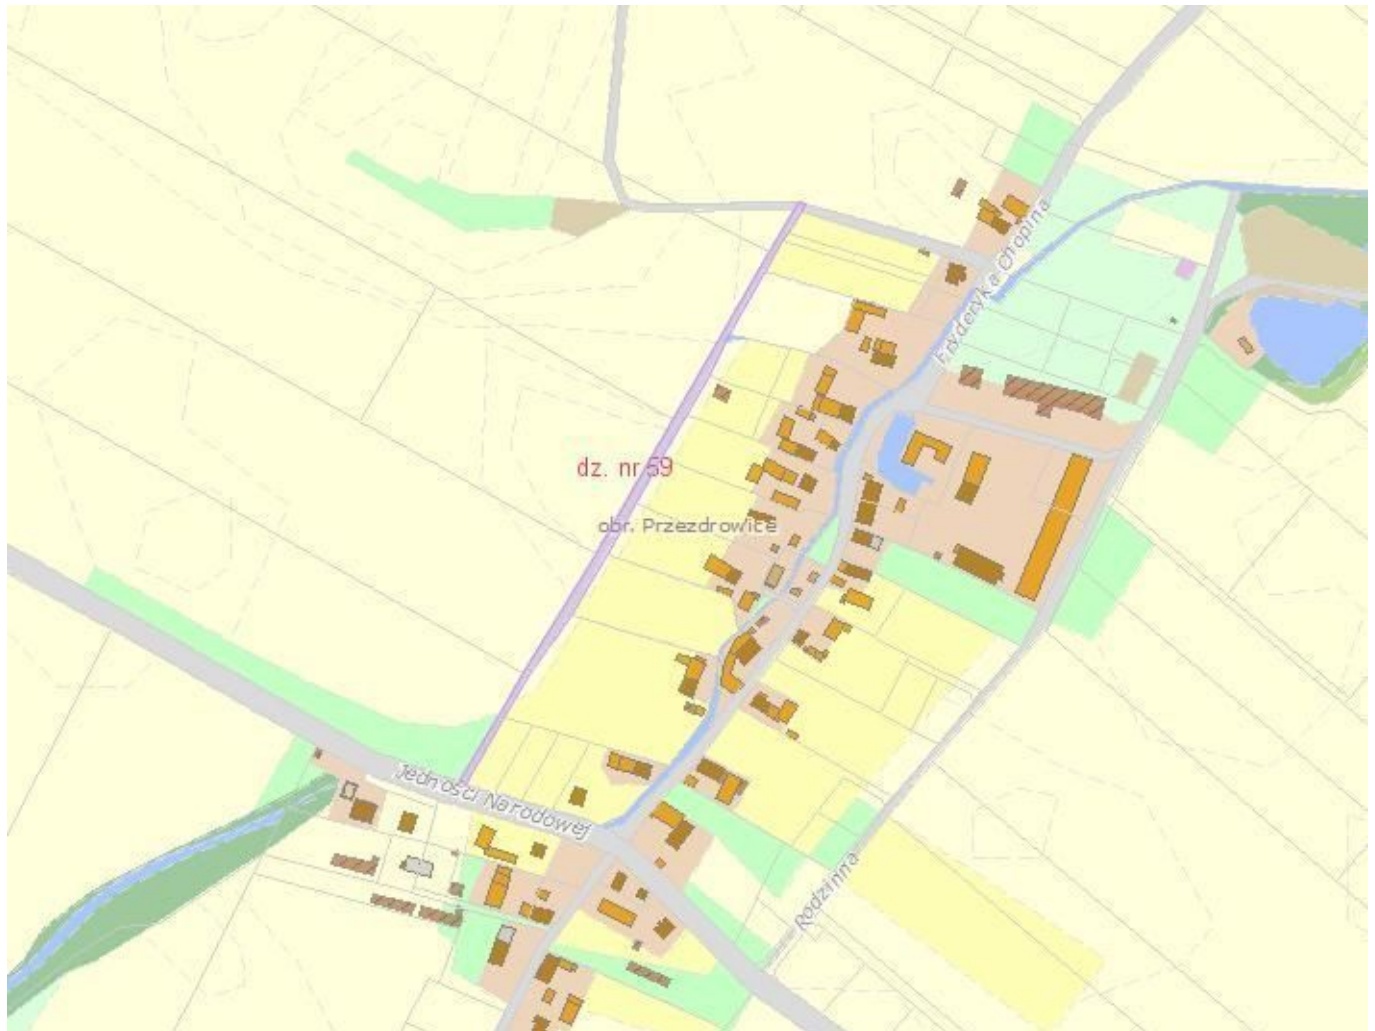 Fryderyka Chopina
dz. nr 59
obr. Przezdrowice
Jedności Narodowej
Rodzinna